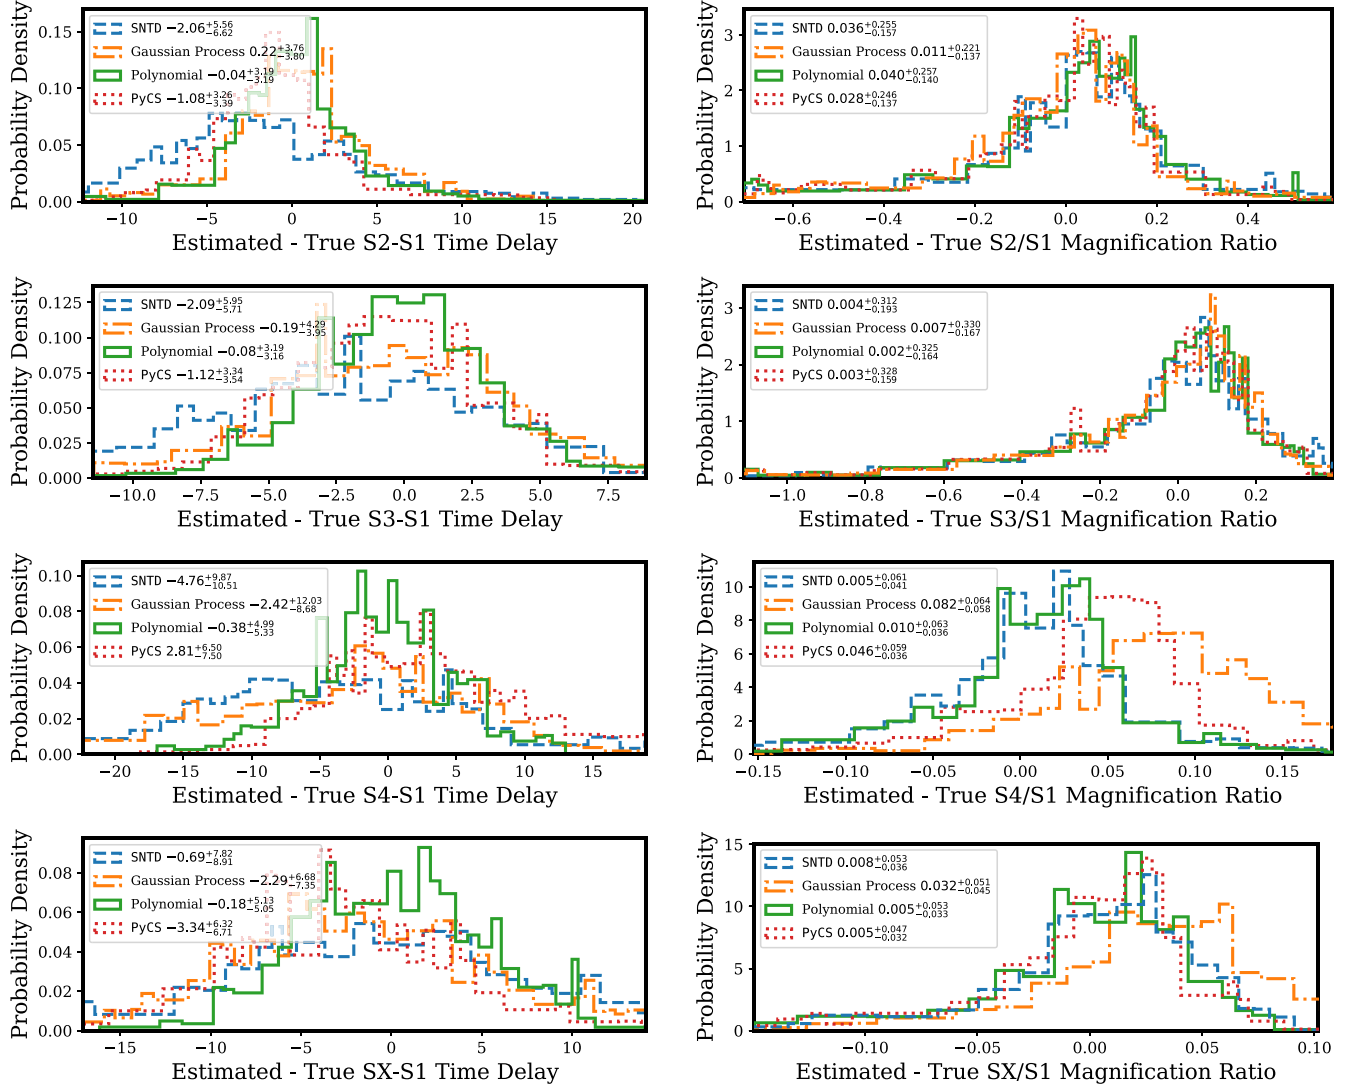 Probability Density
0.15
0.10
0.05
0.00
SNTD −2.06 +5.56 −6.62
Gaussian Process 0.22 +3.76 −3.80
Polynomial −0.04 +3.19 −3.19
PyCS −1.08 +3.26 −3.39
−10 −5 0 5 10 15 20
Estimated - True S2-S1 Time Delay
Probability Density
3
2
1
0
SNTD 0.036 +0.255 −0.157
Gaussian Process 0.011 +0.221 −0.137
Polynomial 0.040 +0.257 −0.140
PyCS 0.028 +0.246 −0.137
−0.6 −0.4 −0.2 0.0 0.2 0.4
Estimated - True S2/S1 Magnification Ratio
Probability Density
0.125
0.100
0.075
0.050
0.025
0.000
SNTD −2.09 +5.95 −5.71
Gaussian Process −0.19 +4.29 −3.95
Polynomial −0.08 +3.19 −3.16
PyCS −1.12 +3.34 −3.54
−10.0 −7.5 −5.0 −2.5 0.0 2.5 5.0 7.5
Estimated - True S3-S1 Time Delay
Probability Density
3
2
1
0
SNTD 0.004 +0.312 −0.193
Gaussian Process 0.007 +0.330 −0.167
Polynomial 0.002 +0.325 −0.164
PyCS 0.003 +0.328 −0.159
−1.0 −0.8 −0.6 −0.4 −0.2 0.0 0.2
Estimated - True S3/S1 Magnification Ratio
Probability Density
0.10
0.08
0.06
0.04
0.02
0.00
SNTD −4.76 +9.87 −10.51
Gaussian Process −2.42 +12.03 −8.68
Polynomial −0.38 +4.99 −5.33
PyCS 2.81 +6.50 −7.50
−20 −15 −10 −5 0 5 10 15
Estimated - True S4-S1 Time Delay
Probability Density
10
8
6
4
2
0
SNTD 0.005 +0.061 −0.041
Gaussian Process 0.082 +0.064 −0.058
Polynomial 0.010 +0.063 −0.036
PyCS 0.046 +0.059 −0.036
−0.15 −0.10 −0.05 0.00 0.05 0.10 0.15
Estimated - True S4/S1 Magnification Ratio
Probability Density
0.08
0.06
0.04
0.02
0.00
SNTD −0.69 +7.82 −8.91
Gaussian Process −2.29 +6.68 −7.35
Polynomial −0.18 +5.13 −5.05
PyCS −3.34 +6.32 −6.71
−15 −10 −5 0 5 10
Estimated - True SX-S1 Time Delay
Probability Density
15
10
5
0
SNTD 0.008 +0.053 −0.036
Gaussian Process 0.032 +0.051 −0.045
Polynomial 0.005 +0.053 −0.033
PyCS 0.005 +0.047 −0.032
−0.10 −0.05 0.00 0.05 0.10
Estimated - True SX/S1 Magnification Ratio